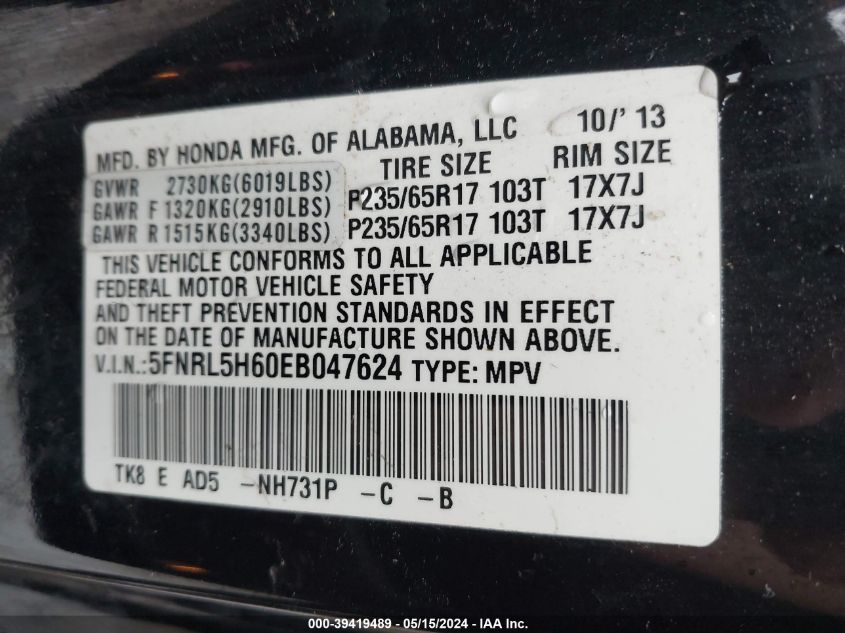 MFD. BY HONDA MFG. OF ALABAMA, LLC 10/' 13
TIRE SIZE RIM SIZE
GVWR 2730KG(6019LBS)
GAWR F 1320KG(2910LBS) P235/65R17 103T 17X7J
GAWR R 1515KG(3340LBS) P235/65R17 103T 17X7J
THIS VEHICLE CONFORMS TO ALL APPLICABLE
FEDERAL MOTOR VEHICLE SAFETY
AND THEFT PREVENTION STANDARDS IN EFFECT
ON THE DATE OF MANUFACTURE SHOWN ABOVE.
V.I.N.:5FNRL5H60EB047624 TYPE: MPV
TK8 E AD5 -NH731P -C -B
000-39419489 - 05/15/2024 - IAA Inc.